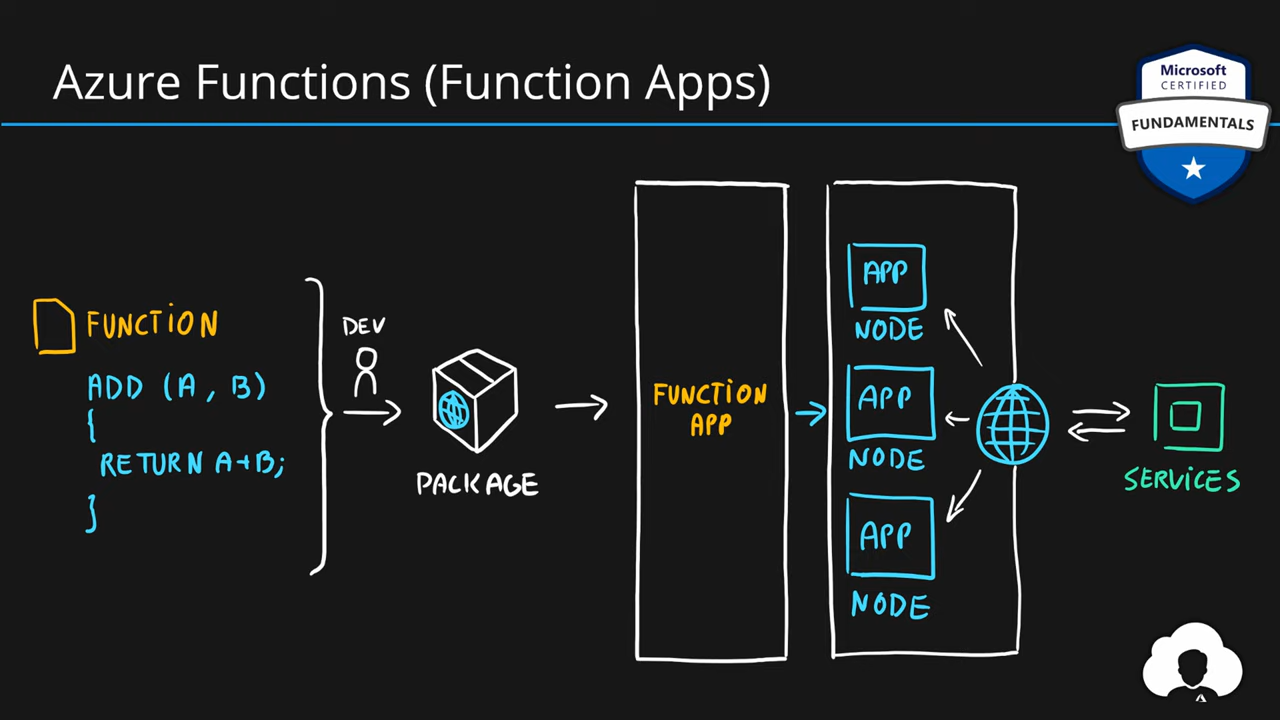 Azure Functions (Function Apps)
Microsoft
CERTIFIED
FUNDAMENTALS
FUNCTION
ADD (A, B)
{
RETURN A+B;
}
DEV
PACKAGE
FUNCTION
APP
APP
NODE
APP
NODE
APP
NODE
SERVICES